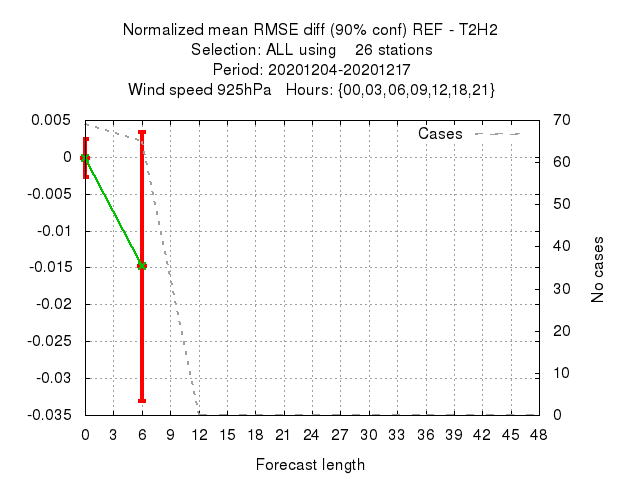 Normalized mean RMSE diff (90% conf) REF - T2H2
Selection: ALL using    26 stations
Period: 20201204-20201217
Wind speed 925hPa   Hours: {00,03,06,09,12,18,21}
Cases
0.005
0
-0.005
-0.01
-0.015
-0.02
-0.025
-0.03
-0.035
70
60
50
40
30
20
10
0
No cases
0 3 6 9 12 15 18 21 24 27 30 33 36 39 42 45 48
Forecast length